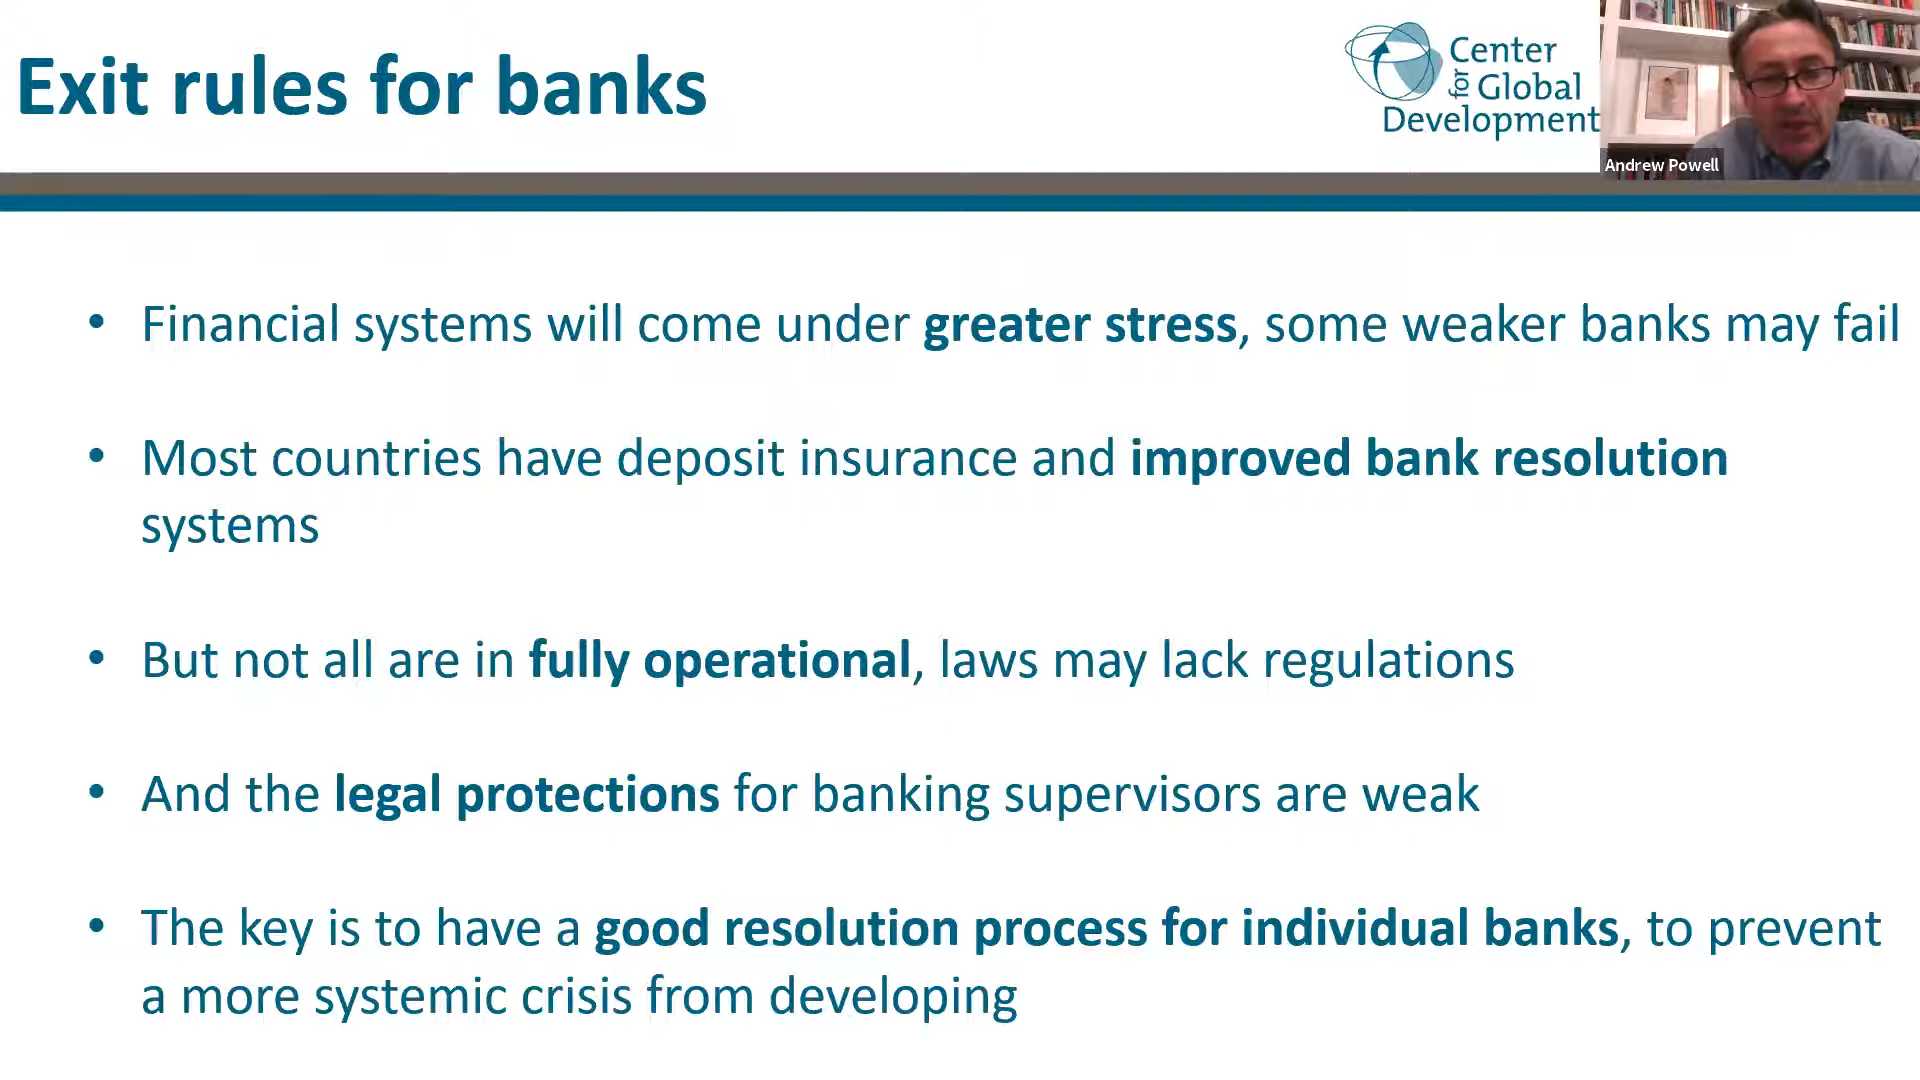 Exit rules for banks
Center
for Global
Development
Andrew Powell
• Financial systems will come under greater stress, some weaker banks may fail
• Most countries have deposit insurance and improved bank resolution
systems
• But not all are in fully operational, laws may lack regulations
• And the legal protections for banking supervisors are weak
• The key is to have a good resolution process for individual banks, to prevent
a more systemic crisis from developing